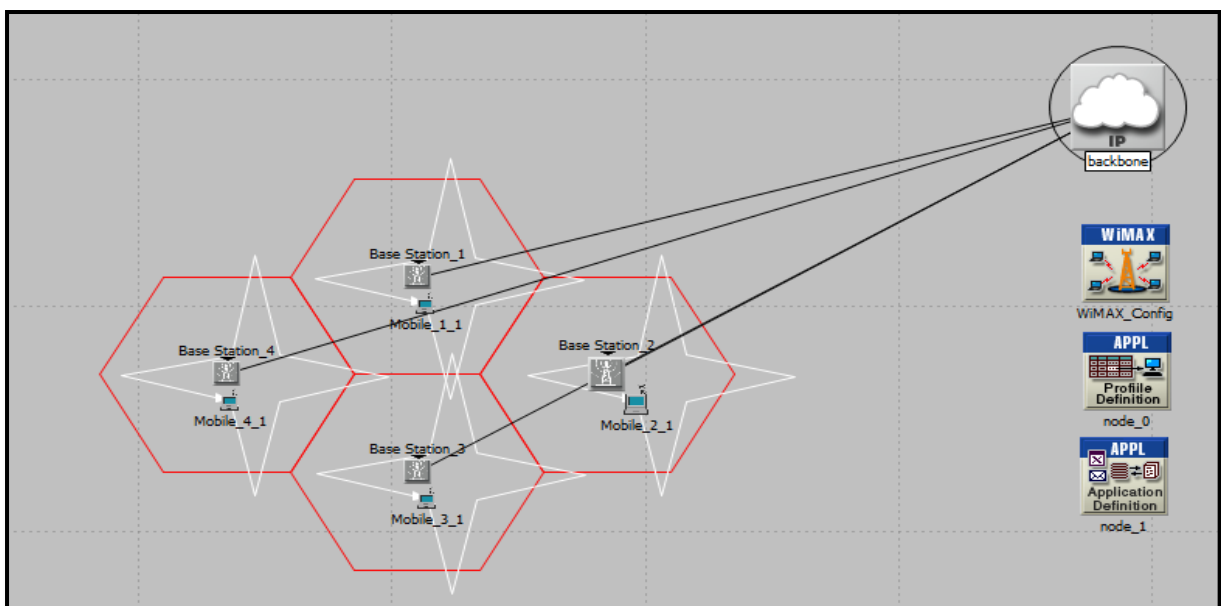 IP
backbone
WiMAX
WiMAX_Config
APPL
Profiile
Definition
node_0
APPL
Application
Definition
node_1
Base Station_1
Mobile_1_1
Base Station_4
Mobile_4_1
Base Station_2
Mobile_2_1
Base Station_3
Mobile_3_1